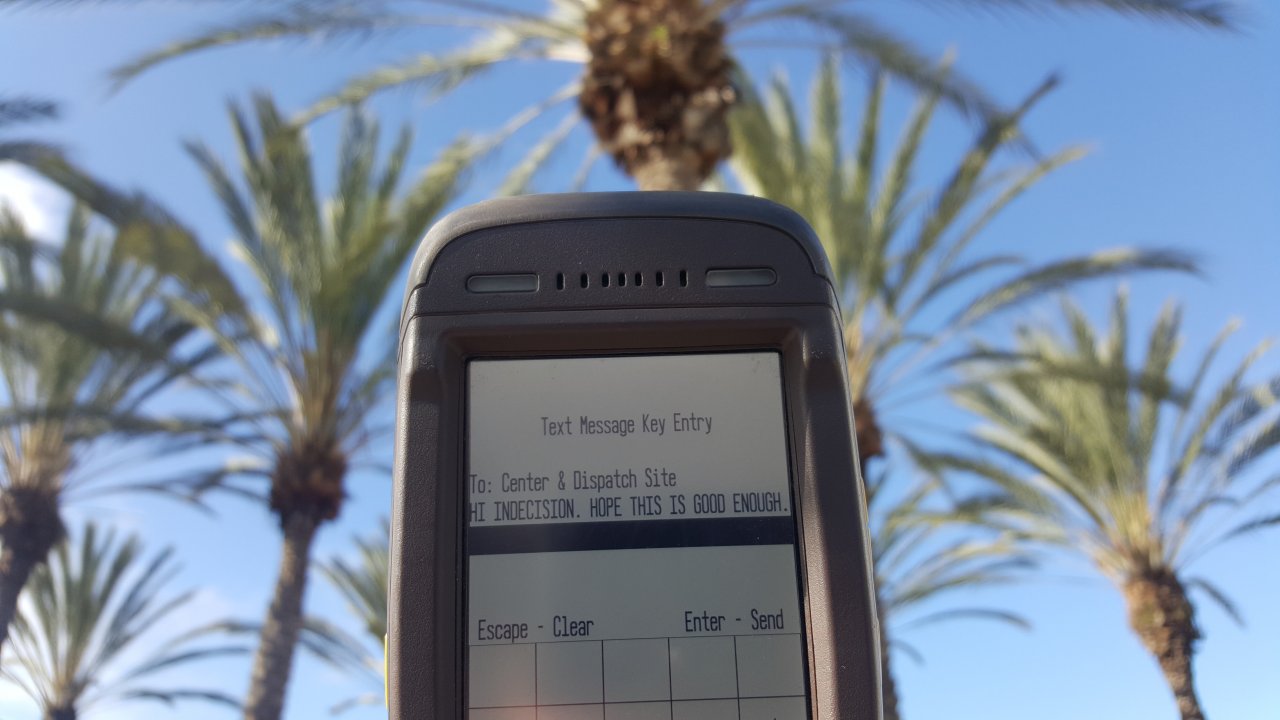 Text Message Key Entry
To: Center & Dispatch Site
HI INDECISION. HOPE THIS IS GOOD ENOUGH.
Escape - Clear
Enter - Send